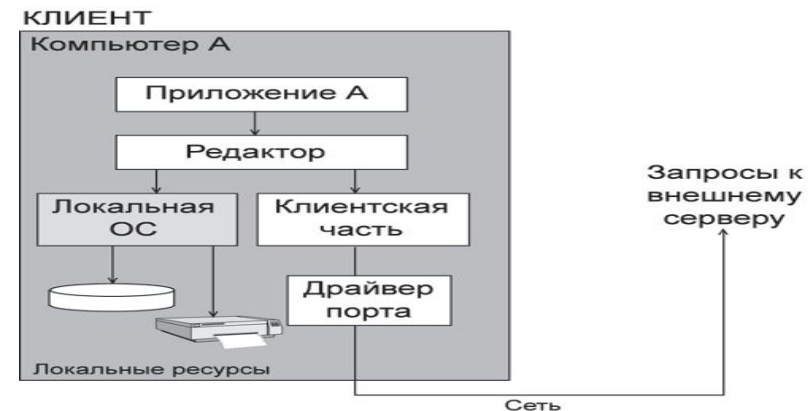 КЛИЕНТ
Компьютер А
Приложение А
Редактор
Локальная
ОС
Клиентская
часть
Драйвер
порта
Локальные ресурсы
Запросы к
внешнему
серверу
Сеть